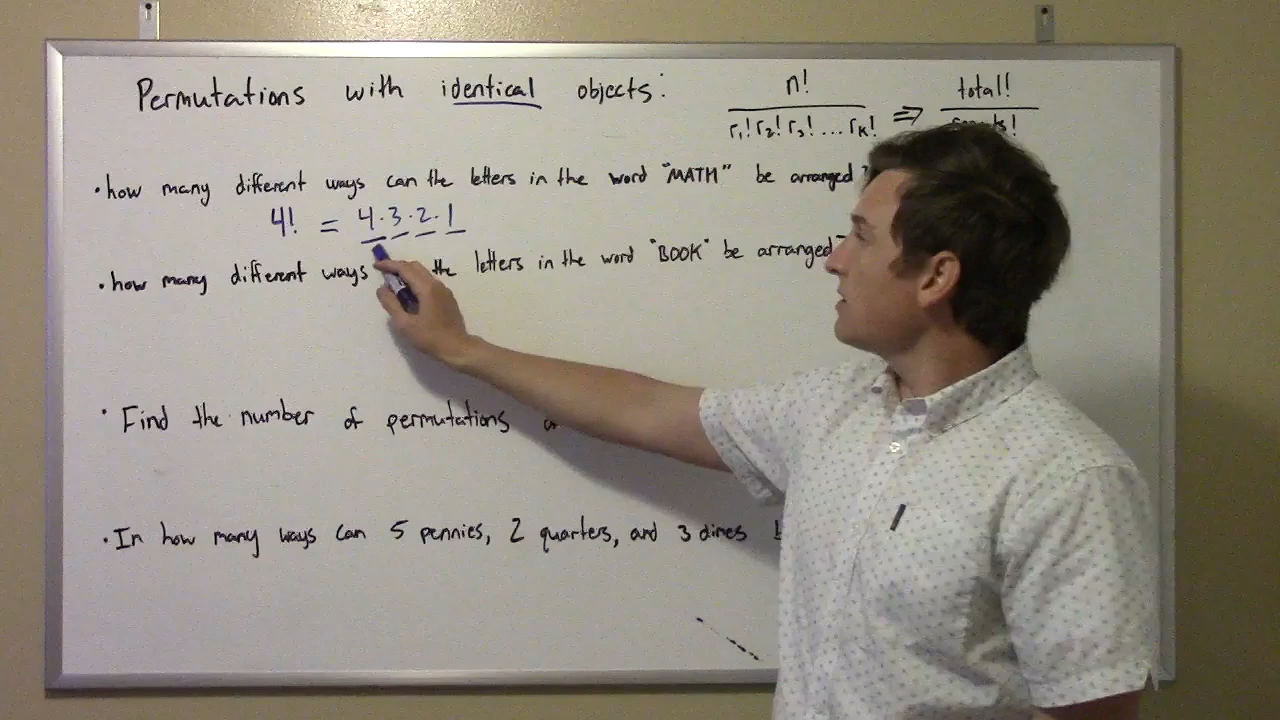 Permutations with identical objects: n! / r₁! r₂! r₃! ... rₖ! ⇒ total!
• how many different ways can the letters in the word "MATH" be arranged?
4! = 4·3·2·1
• how many different ways the letters in the word "BOOK" be arranged?
• Find the number of permutations
• In how many ways can 5 pennies, 2 quarters, and 3 dimes